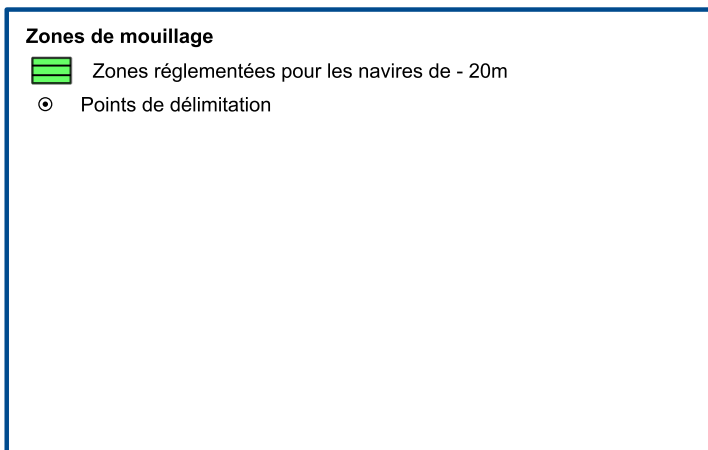 Zones de mouillage
Zones réglementées pour les navires de - 20m
Points de délimitation